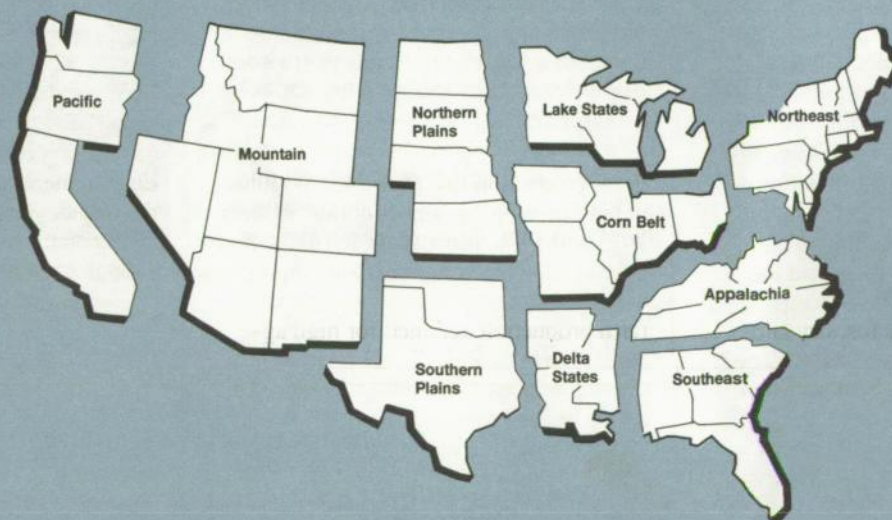 Pacific
Mountain
Northern
Plains
Lake States
Northeast
Corn Belt
Appalachia
Southern
Plains
Delta
States
Southeast